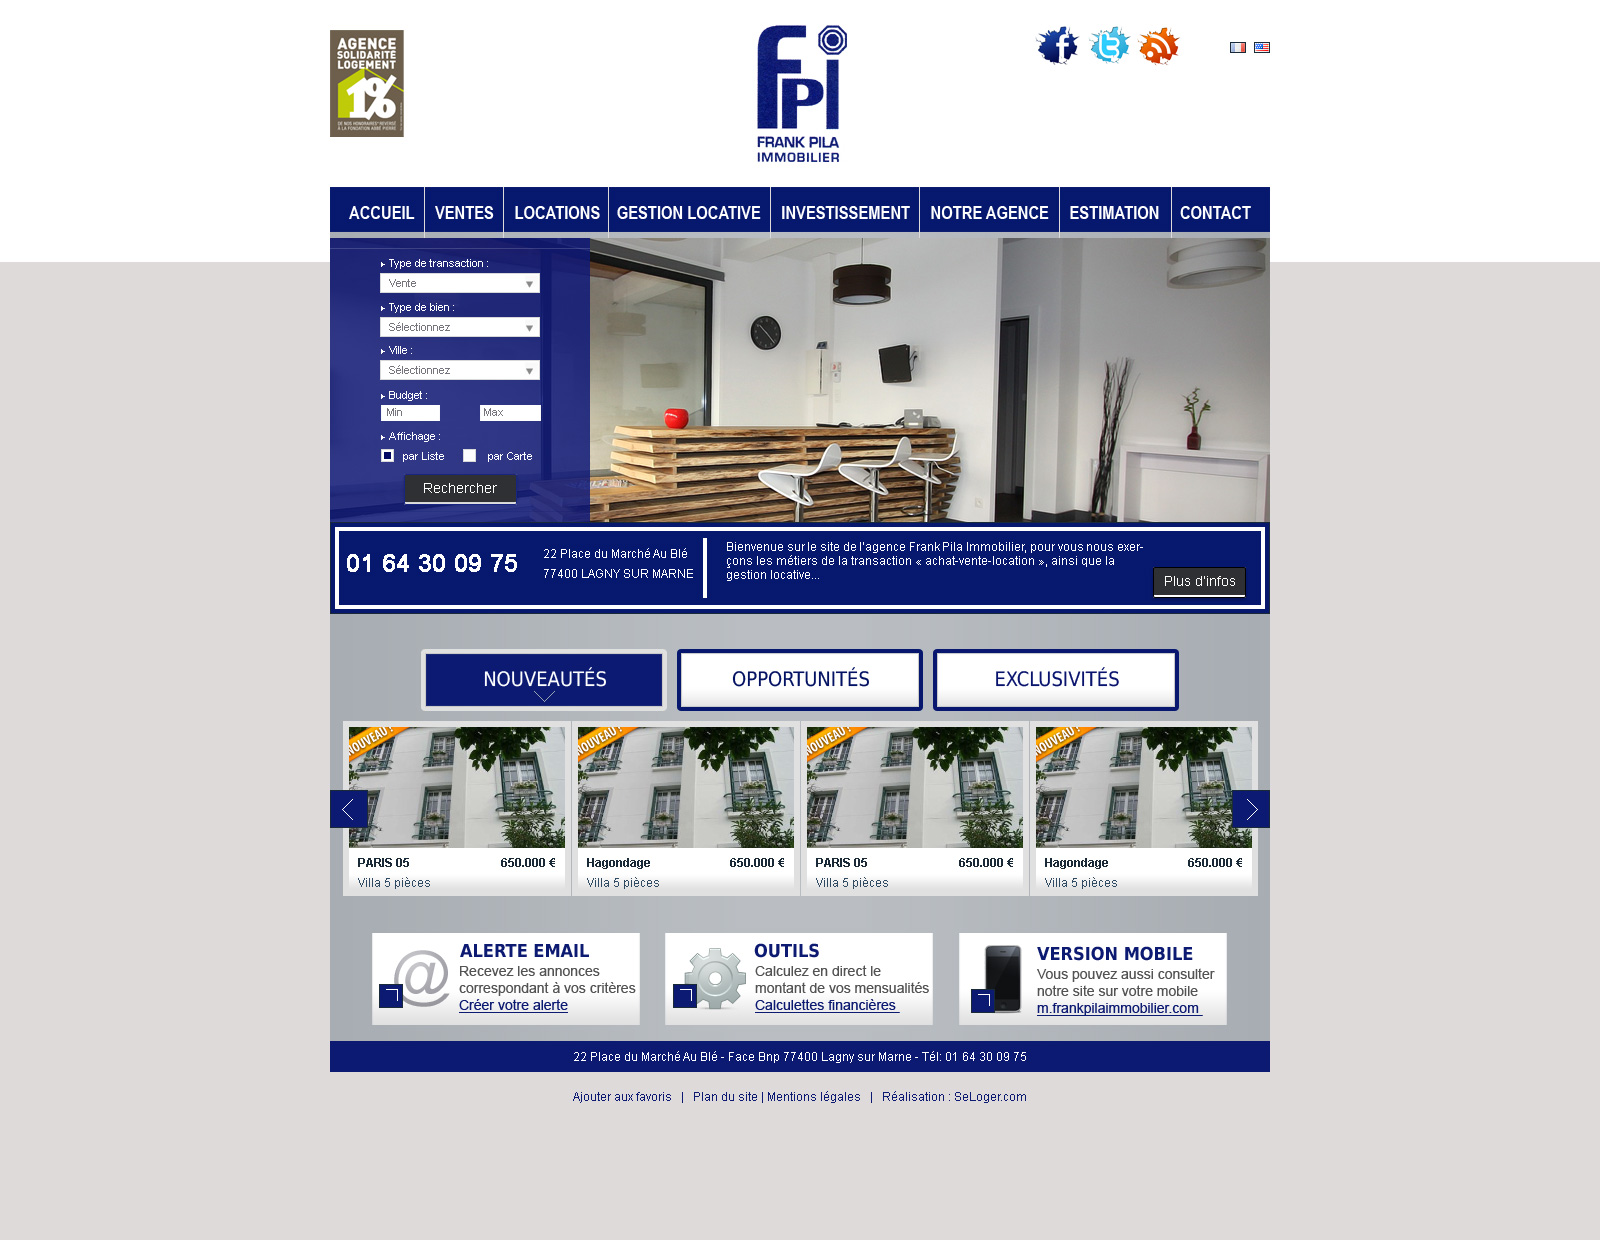 AGENCE
SOLIDARITÉ
LOGEMENT
1%
DE NOS HONORAIRES REVERSÉ
À LA FONDATION ABBÉ PIERRE
FPI
FRANK PILA
IMMOBILIER
ACCUEIL VENTES LOCATIONS GESTION LOCATIVE INVESTISSEMENT NOTRE AGENCE ESTIMATION CONTACT
Type de transaction :
Vente
Type de bien :
Sélectionnez
Ville :
Sélectionnez
Budget :
Min Max
Affichage :
par Liste par Carte
Rechercher
01 64 30 09 75
22 Place du Marché Au Blé
77400 LAGNY SUR MARNE
Bienvenue sur le site de l'agence Frank Pila Immobilier, pour vous nous exer-
çons les métiers de la transaction « achat-vente-location », ainsi que la
gestion locative...
Plus d'infos
NOUVEAUTÉS OPPORTUNITÉS EXCLUSIVITÉS
NOUVEAU ! NOUVEAU ! NOUVEAU ! NOUVEAU !
PARIS 05 650.000 € Hagondage 650.000 € PARIS 05 650.000 € Hagondage 650.000 €
Villa 5 pièces Villa 5 pièces Villa 5 pièces Villa 5 pièces
ALERTE EMAIL
Recevez les annonces
correspondant à vos critères
Créer votre alerte
OUTILS
Calculez en direct le
montant de vos mensualités
Calculettes financières
VERSION MOBILE
Vous pouvez aussi consulter
notre site sur votre mobile
m.frankpilaimmobilier.com
22 Place du Marché Au Blé - Face Bnp 77400 Lagny sur Marne - Tél: 01 64 30 09 75
Ajouter aux favoris | Plan du site | Mentions légales | Réalisation : SeLoger.com